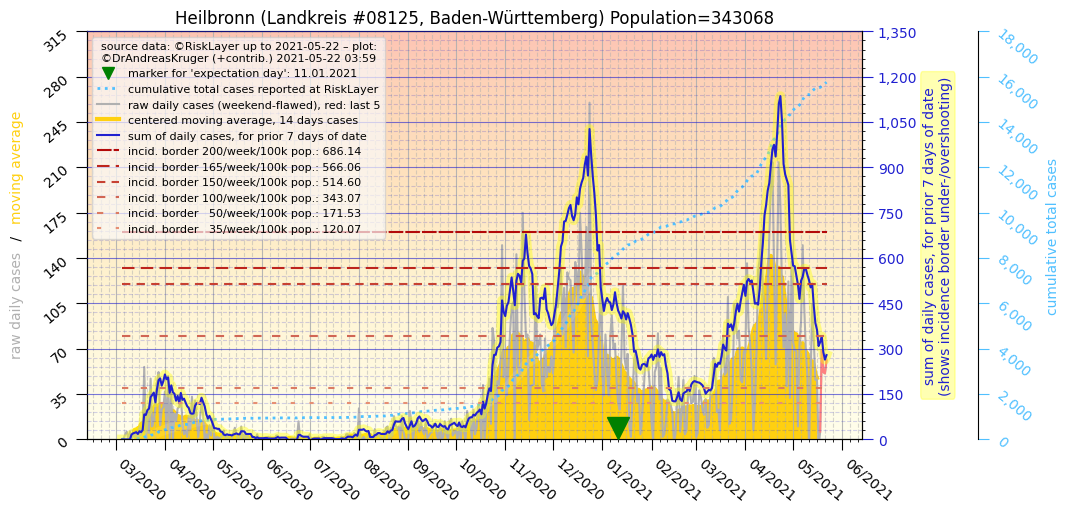 Heilbronn (Landkreis #08125, Baden-Württemberg) Population=343068
source data: ©RiskLayer up to 2021-05-22 – plot:
©DrAndreasKruger (+contrib.) 2021-05-22 03:59
marker for 'expectation day': 11.01.2021
cumulative total cases reported at RiskLayer
raw daily cases (weekend-flawed), red: last 5
centered moving average, 14 days cases
sum of daily cases, for prior 7 days of date
incid. border 200/week/100k pop.: 686.14
incid. border 165/week/100k pop.: 566.06
incid. border 150/week/100k pop.: 514.60
incid. border 100/week/100k pop.: 343.07
incid. border   50/week/100k pop.: 171.53
incid. border   35/week/100k pop.: 120.07
raw daily cases / moving average
315
280
245
210
175
140
105
70
35
0
1,350
1,200
1,050
900
750
600
450
300
150
0
sum of daily cases, for prior 7 days of date
(shows incidence border under-/overshooting)
18,000
16,000
14,000
12,000
10,000
8,000
6,000
4,000
2,000
0
cumulative total cases
03/2020
04/2020
05/2020
06/2020
07/2020
08/2020
09/2020
10/2020
11/2020
12/2020
01/2021
02/2021
03/2021
04/2021
05/2021
06/2021